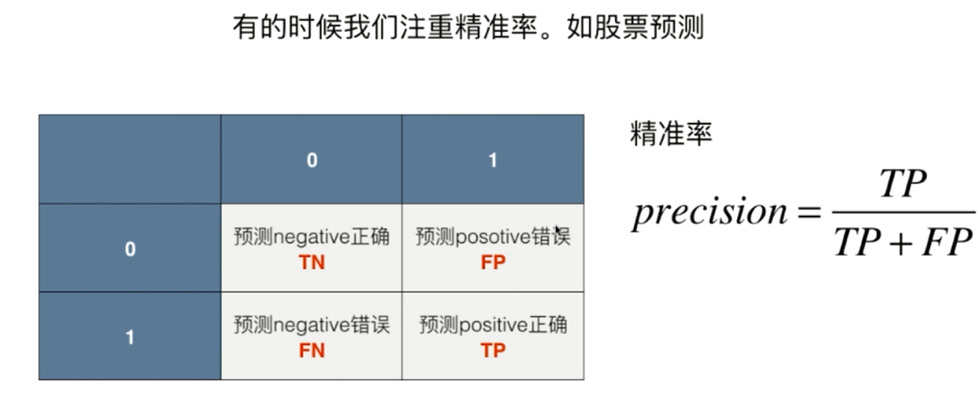 有的时候我们注重精准率。如股票预测
0 1
0 预测negative正确 预测posotive错误
TN FP
1 预测negative错误 预测positive正确
FN TP
精准率
precision = TP / TP + FP